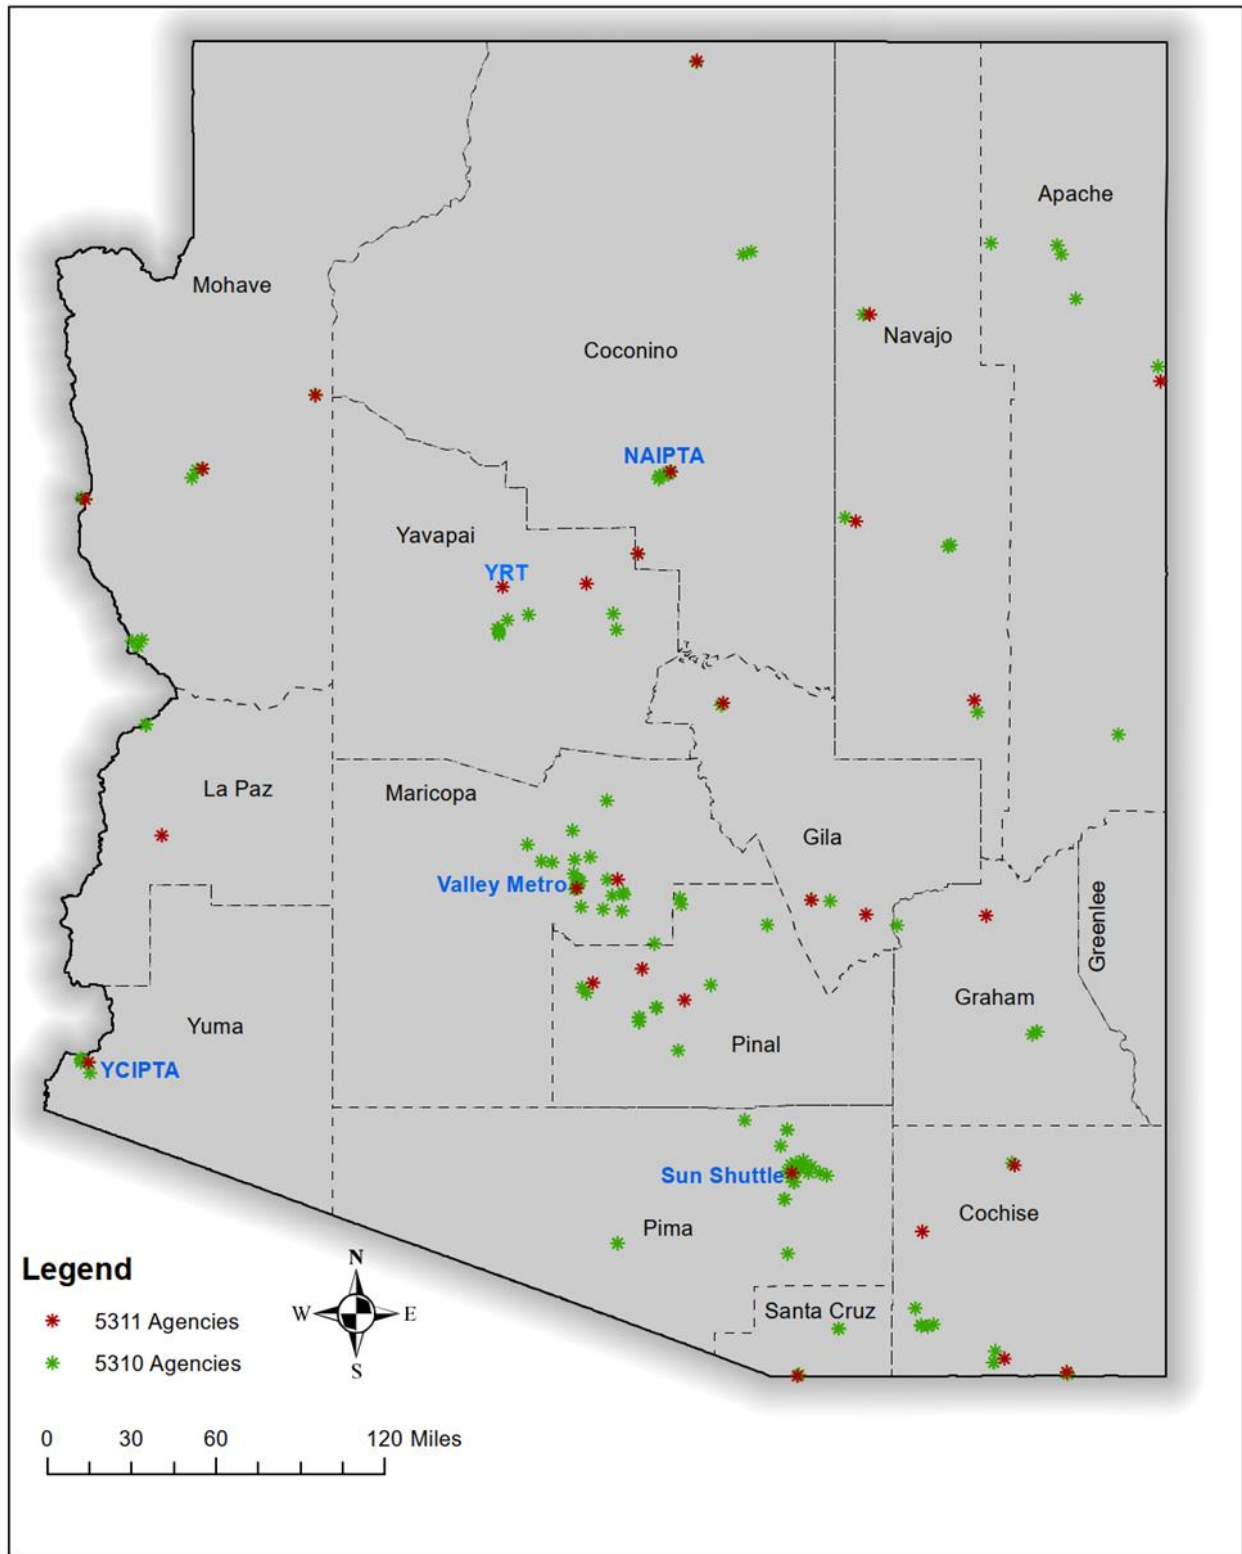 Apache
Mohave
Navajo
Coconino
NAIPTA
Yavapai
YRT
La Paz
Maricopa
Gila
Valley Metro
Greenlee
Graham
Yuma
Pinal
YCIPTA
Sun Shuttle
Cochise
Pima
Santa Cruz
N
W E
S
Legend
5311 Agencies
5310 Agencies
0 30 60 120 Miles